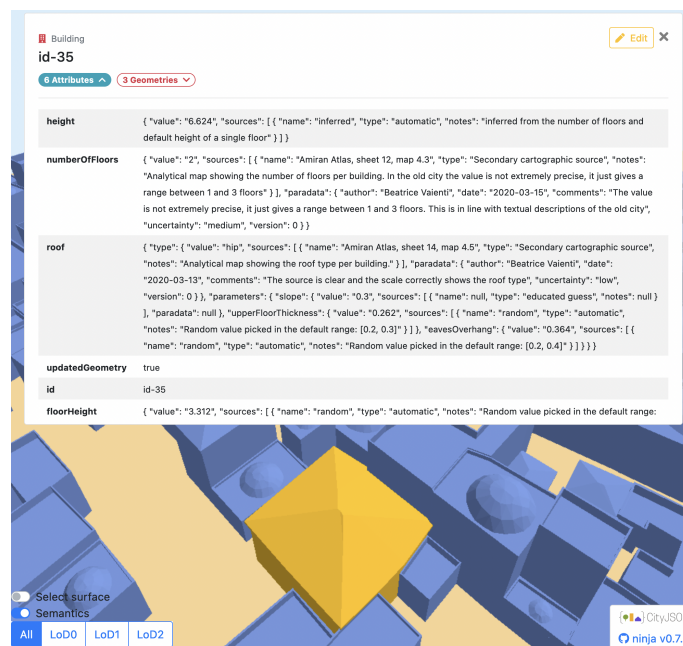 Building
Edit
id-35
6 Attributes
3 Geometries
height { "value": "6.624", "sources": [ { "name": "inferred", "type": "automatic", "notes": "inferred from the number of floors and
default height of a single floor" } ] }
numberOfFloors { "value": "2", "sources": [ { "name": "Amiran Atlas, sheet 12, map 4.3", "type": "Secondary cartographic source", "notes":
"Analytical map showing the number of floors per building. In the old city the value is not extremely precise, it just gives a
range between 1 and 3 floors" } ], "paradata": { "author": "Beatrice Vaienti", "date": "2020-03-15", "comments": "The value
is not extremely precise, it just gives a range between 1 and 3 floors. This is in line with textual descriptions of the old city",
"uncertainty": "medium", "version": 0 } }
roof { "type": { "value": "hip", "sources": [ { "name": "Amiran Atlas, sheet 14, map 4.5", "type": "Secondary cartographic source",
"notes": "Analytical map showing the roof type per building." } ], "paradata": { "author": "Beatrice Vaienti", "date":
"2020-03-13", "comments": "The source is clear and the scale correctly shows the roof type", "uncertainty": "low",
"version": 0 } }, "parameters": { "slope": { "value": "0.3", "sources": [ { "name": null, "type": "educated guess", "notes": null }
], "paradata": null }, "upperFloorThickness": { "value": "0.262", "sources": [ { "name": "random", "type": "automatic",
"notes": "Random value picked in the default range: [0.2, 0.3]" } ] }, "eavesOverhang": { "value": "0.364", "sources": [ {
"name": "random", "type": "automatic", "notes": "Random value picked in the default range: [0.2, 0.4]" } ] } } }
updatedGeometry true
id id-35
floorHeight { "value": "3.312", "sources": [ { "name": "random", "type": "automatic", "notes": "Random value picked in the default range:
Select surface
Semantics
All LoD0 LoD1 LoD2
CityJSO
ninja v0.7.